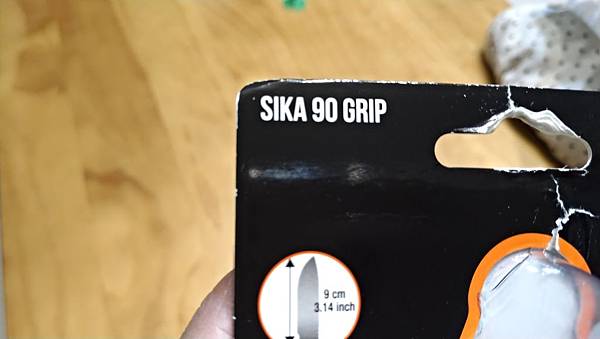 SIKA 90 GRIP
9 cm
3.14 inch